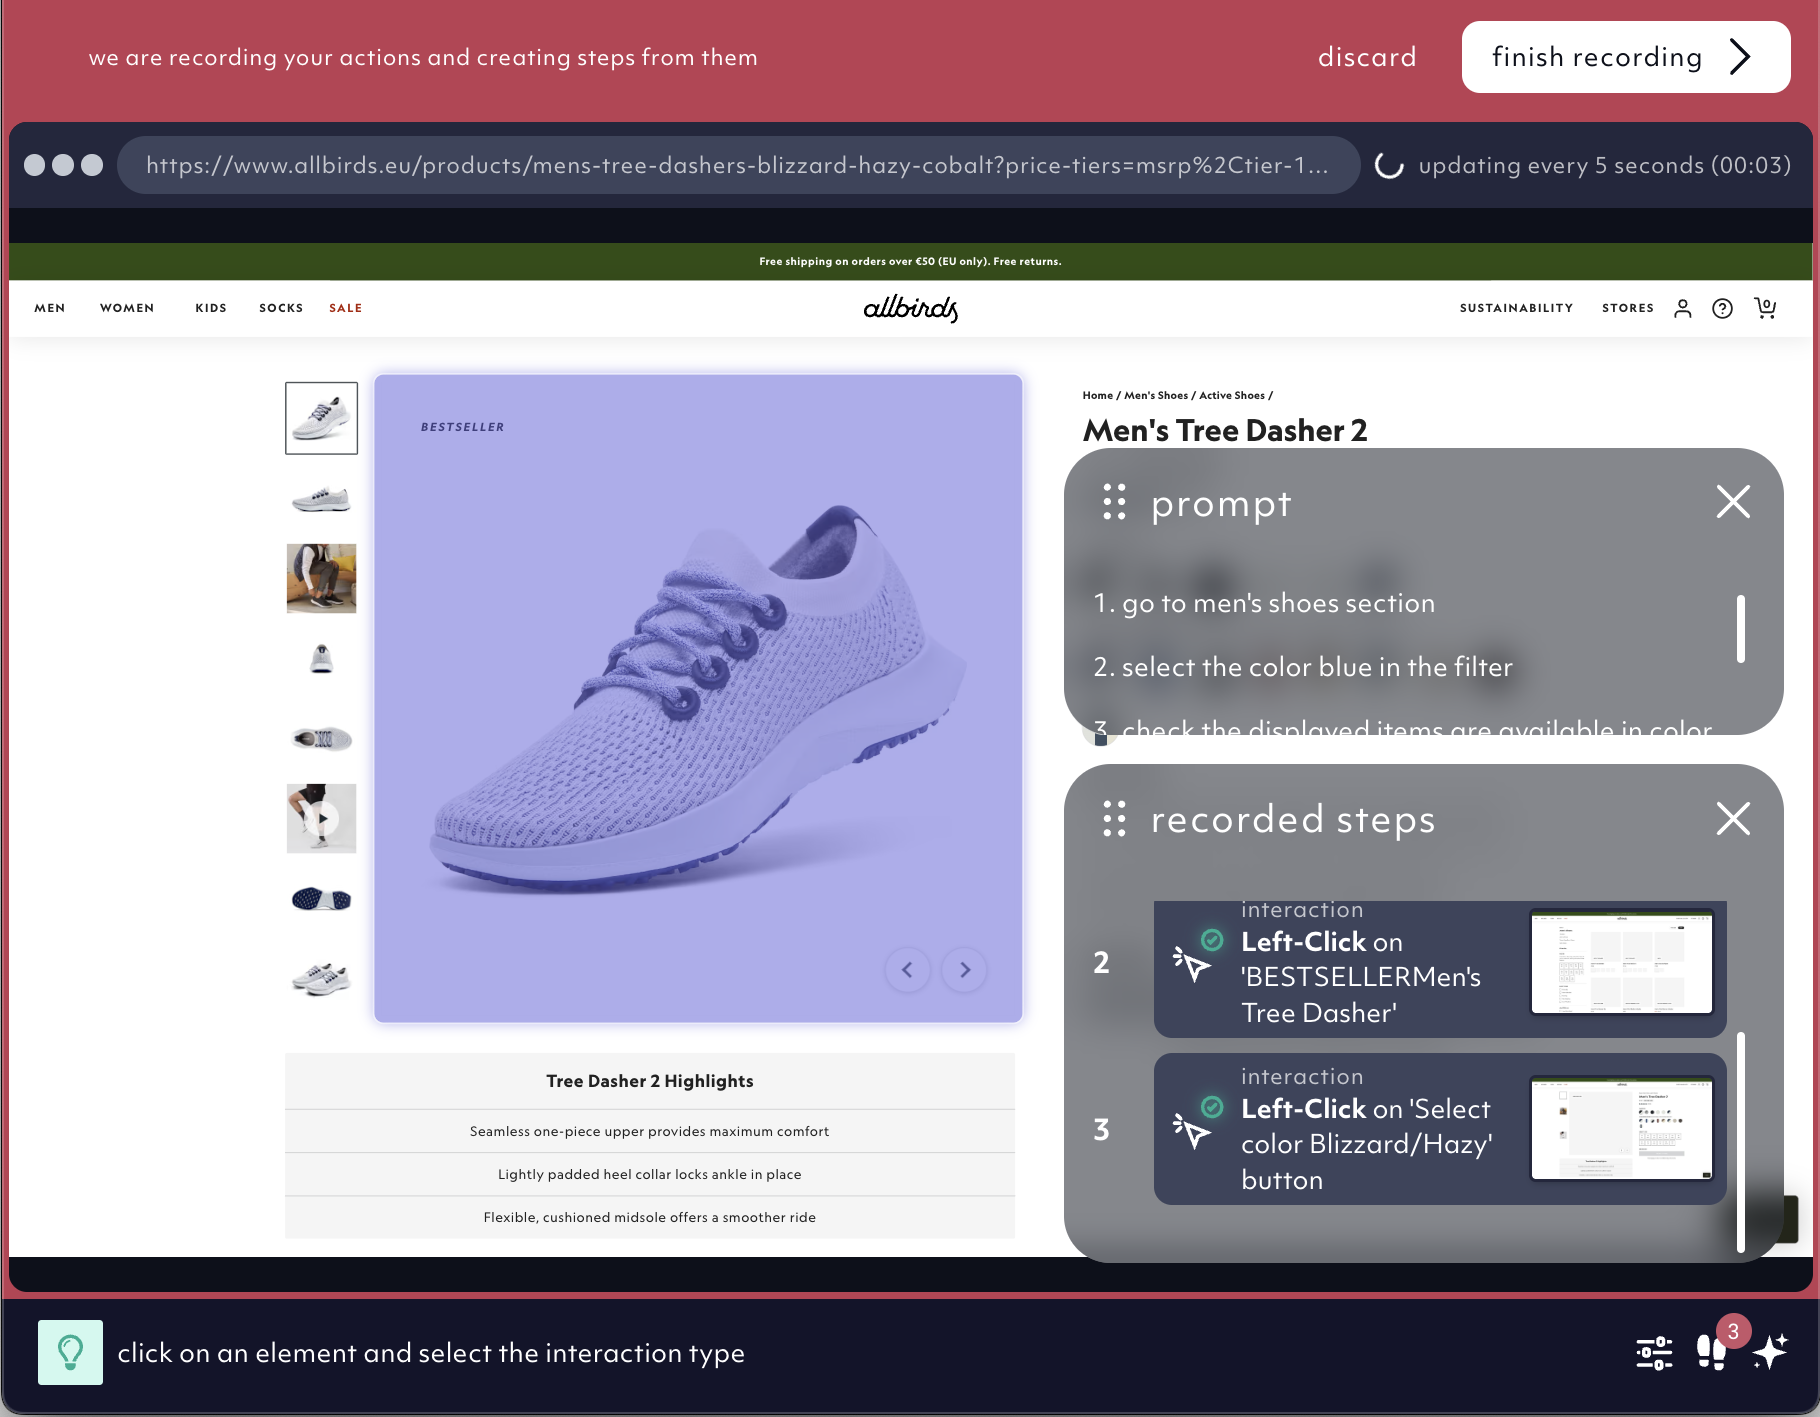 we are recording your actions and creating steps from them
discard
finish recording
https://www.allbirds.eu/products/mens-tree-dashers-blizzard-hazy-cobalt?price-tiers=msrp%2Ctier-1...
updating every 5 seconds (00:03)
Free shipping on orders over €50 (EU only). Free returns.
MEN
WOMEN
KIDS
SOCKS
SALE
allbirds
SUSTAINABILITY
STORES
0
BESTSELLER
Home / Men's Shoes / Active Shoes /
Men's Tree Dasher 2
prompt
1. go to men's shoes section
2. select the color blue in the filter
3. check the displayed items are available in color
recorded steps
2
interaction
Left-Click on
'BESTSELLERMen's
Tree Dasher'
3
interaction
Left-Click on 'Select
color Blizzard/Hazy'
button
Tree Dasher 2 Highlights
Seamless one-piece upper provides maximum comfort
Lightly padded heel collar locks ankle in place
Flexible, cushioned midsole offers a smoother ride
click on an element and select the interaction type
3